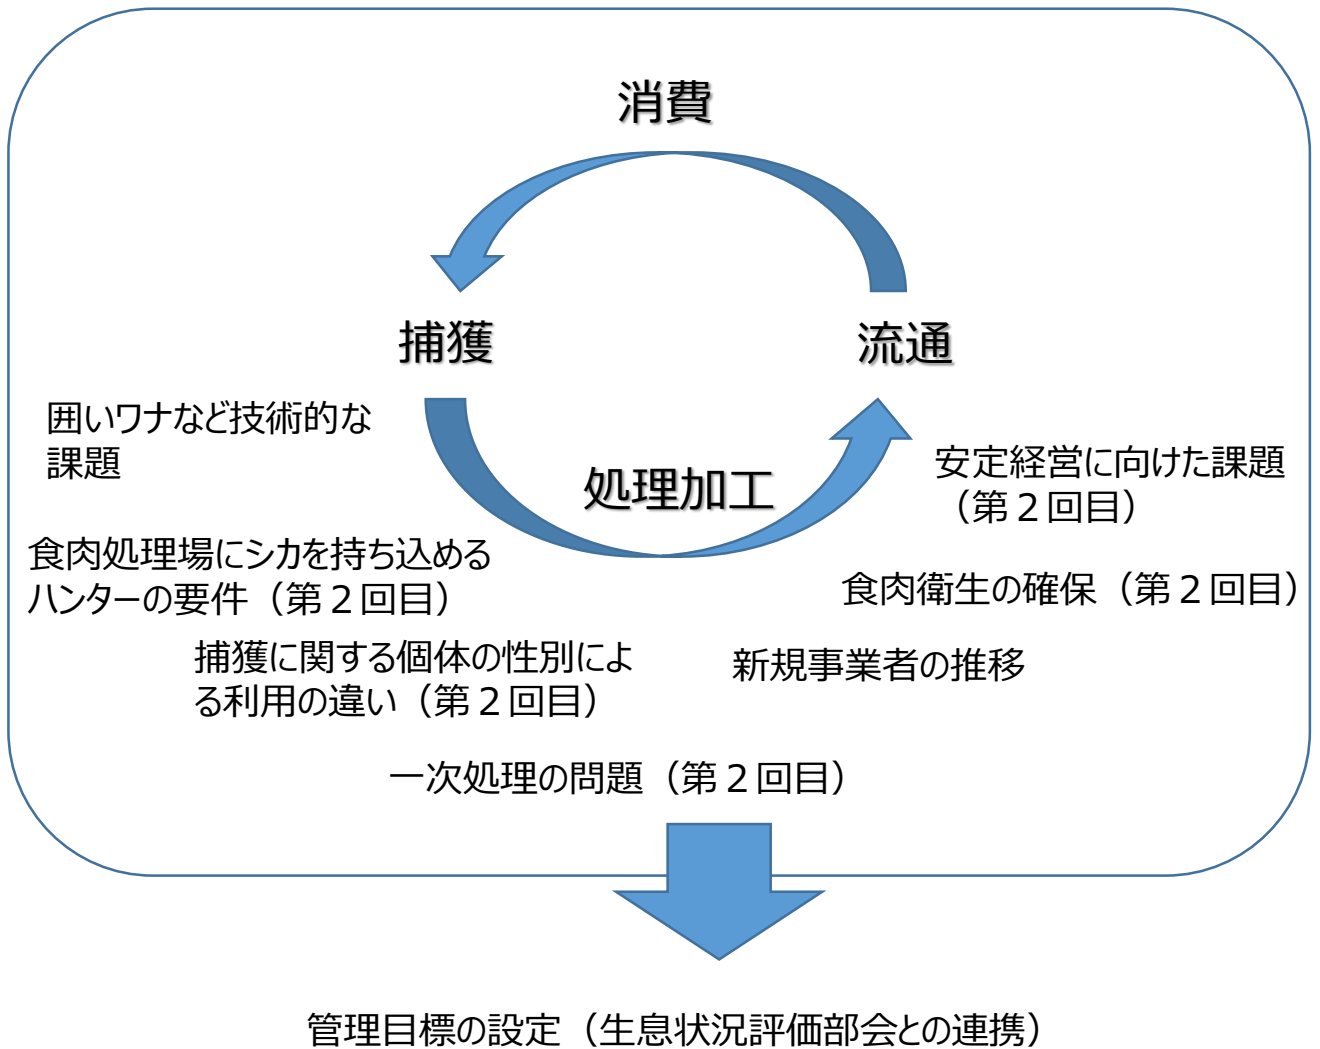 消費
捕獲
流通
囲いワナなど技術的な
課題
処理加工
安定経営に向けた課題
（第２回目）
食肉処理場にシカを持ち込める
ハンターの要件（第２回目）
食肉衛生の確保（第２回目）
捕獲に関する個体の性別によ
る利用の違い（第２回目）
新規事業者の推移
一次処理の問題（第２回目）
管理目標の設定（生息状況評価部会との連携）